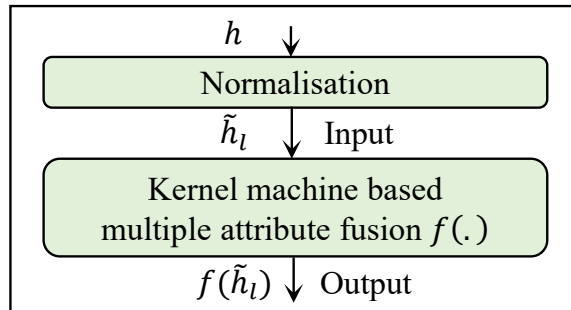 h
Normalisation
h̃_l Input
Kernel machine based
multiple attribute fusion f(.)
f(h̃_l) Output